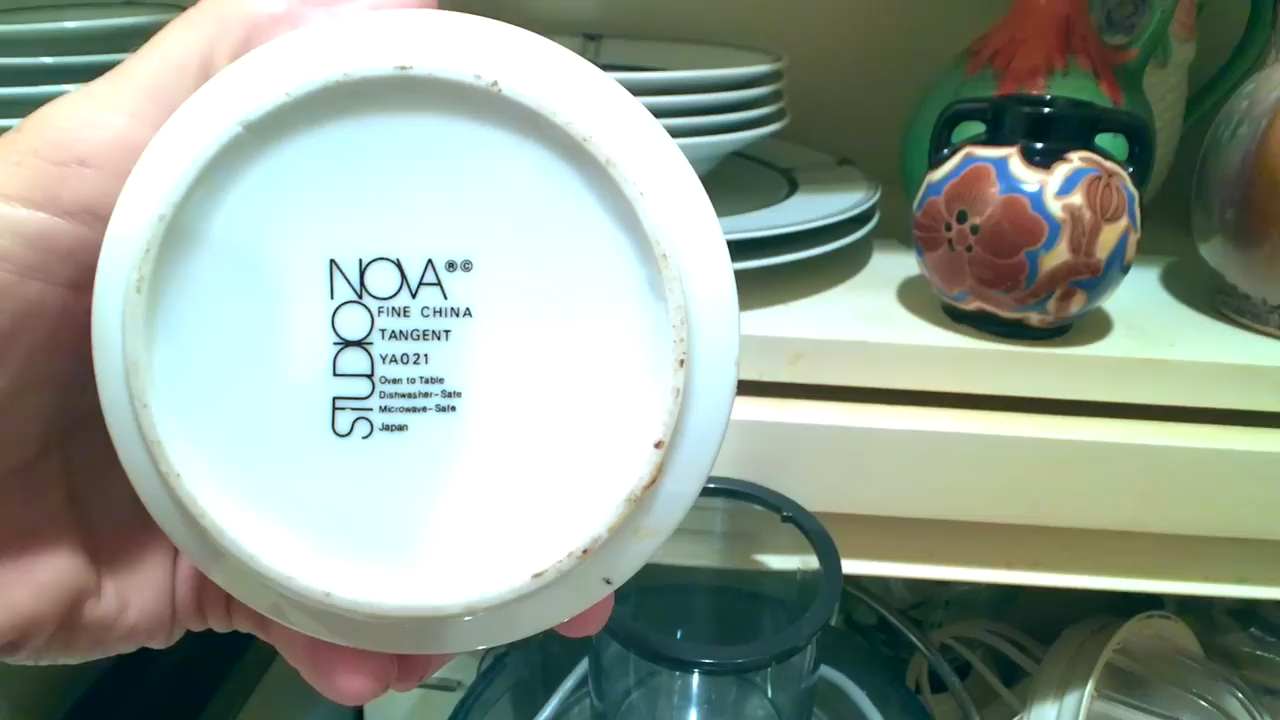 STUDIO
NOVA®©
FINE CHINA
TANGENT
YA021
Oven to Table
Dishwasher-Safe
Microwave-Safe
Japan